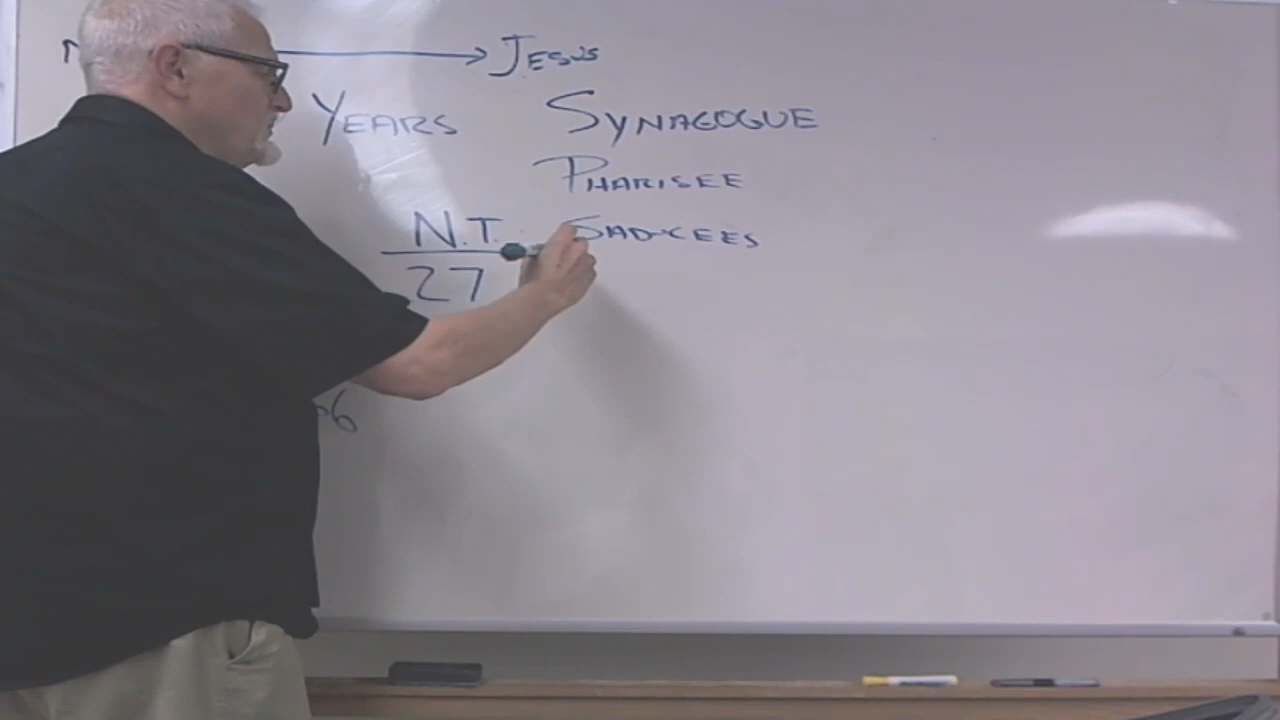 → Jesus
Years Synagogue
Pharisee
N.T. Saducees
27